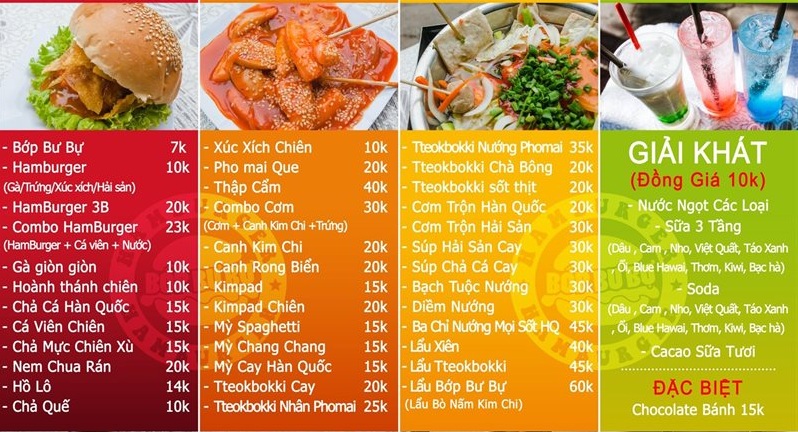 - Bớp Bư Bự 7k
- Hamburger 10k
(Gà/Trứng/Xúc xích/Hải sản)
- HamBurger 3B 20k
- Combo HamBurger 23k
(HamBurger + Cá viên + Nước)
- Gà giòn giòn 10k
- Hoành thánh chiên 10k
- Chả Cá Hàn Quốc 15k
- Cá Viên Chiên 15k
- Chả Mực Chiên Xù 15k
- Nem Chua Rán 20k
- Hồ Lô 14k
- Chả Quế 10k
- Xúc Xích Chiên 10k
- Pho mai Que 20k
- Thập Cẩm 40k
- Combo Cơm 30k
(Cơm + Canh Kim Chi +Trứng)
- Canh Kim Chi 20k
- Canh Rong Biển 20k
- Kimpad 15k
- Kimpad Chiên 20k
- Mỳ Spaghetti 15k
- Mỳ Chang Chang 15k
- Mỳ Cay Hàn Quốc 15k
- Tteokbokki Cay 20k
- Tteokbokki Nhân Phomai 25k
- Tteokbokki Nướng Phomai 35k
- Tteokbokki Chà Bông 20k
- Tteokbokki sốt thịt 20k
- Cơm Trộn Hàn Quốc 20k
- Cơm Trộn Hải Sản 30k
- Súp Hải Sản Cay 30k
- Súp Chả Cá Cay 30k
- Bạch Tuộc Nướng 30k
- Diềm Nướng 30k
- Ba Chỉ Nướng Mọi Sốt HQ 45k
- Lẩu Xiên 40k
- Lẩu Tteokbokki 45k
- Lẩu Bớp Bư Bự 60k
(Lẩu Bò Nấm Kim Chi)
GIẢI KHÁT
(Đồng Giá 10k)
- Nước Ngọt Các Loại
- Sữa 3 Tầng
(Dâu , Cam , Nho, Việt Quất, Táo Xanh
, Ổi, Blue Hawai, Thơm, Kiwi, Bạc hà)
- Soda
(Dâu , Cam , Nho, Việt Quất, Táo Xanh
, Ổi, Blue Hawai, Thơm, Kiwi, Bạc hà)
- Cacao Sữa Tươi
ĐẶC BIỆT
Chocolate Bánh 15k